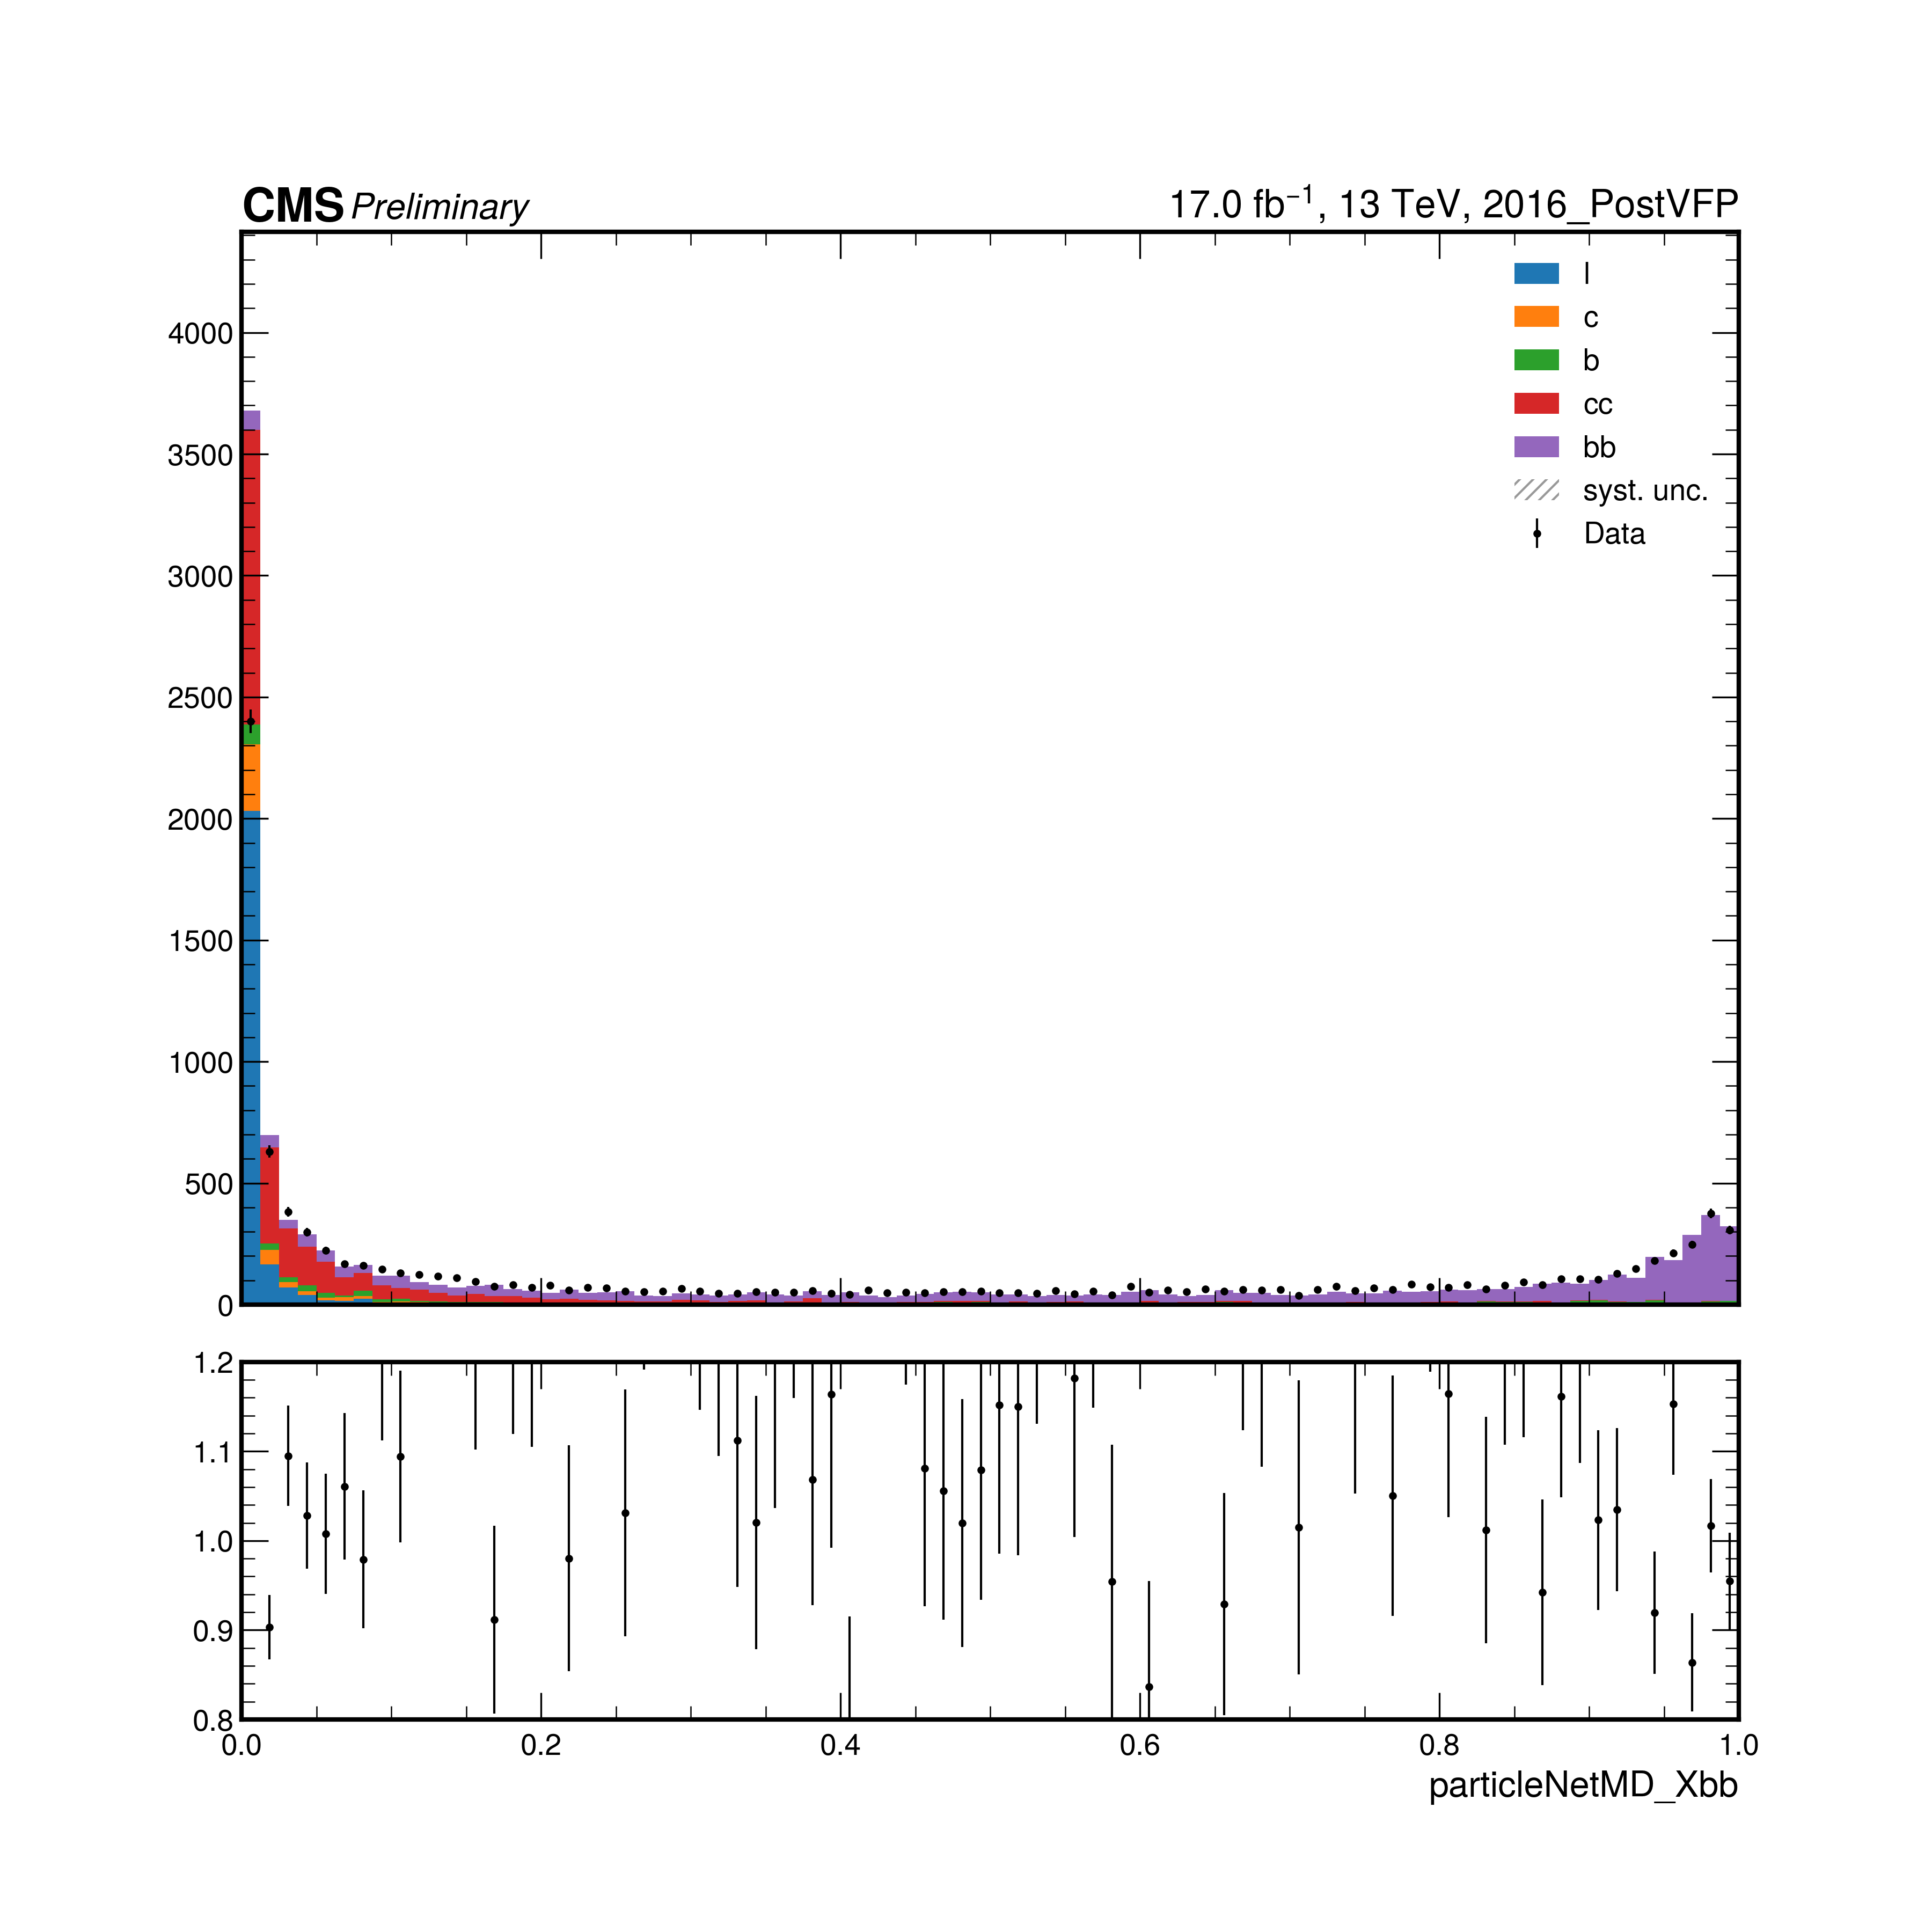 CMS Preliminary
17.0 fb⁻¹, 13 TeV, 2016_PostVFP
l
c
b
cc
bb
syst. unc.
Data
4000
3500
3000
2500
2000
1500
1000
500
0
1.2
1.1
1.0
0.9
0.8
0.0 0.2 0.4 0.6 0.8 1.0
particleNetMD_Xbb